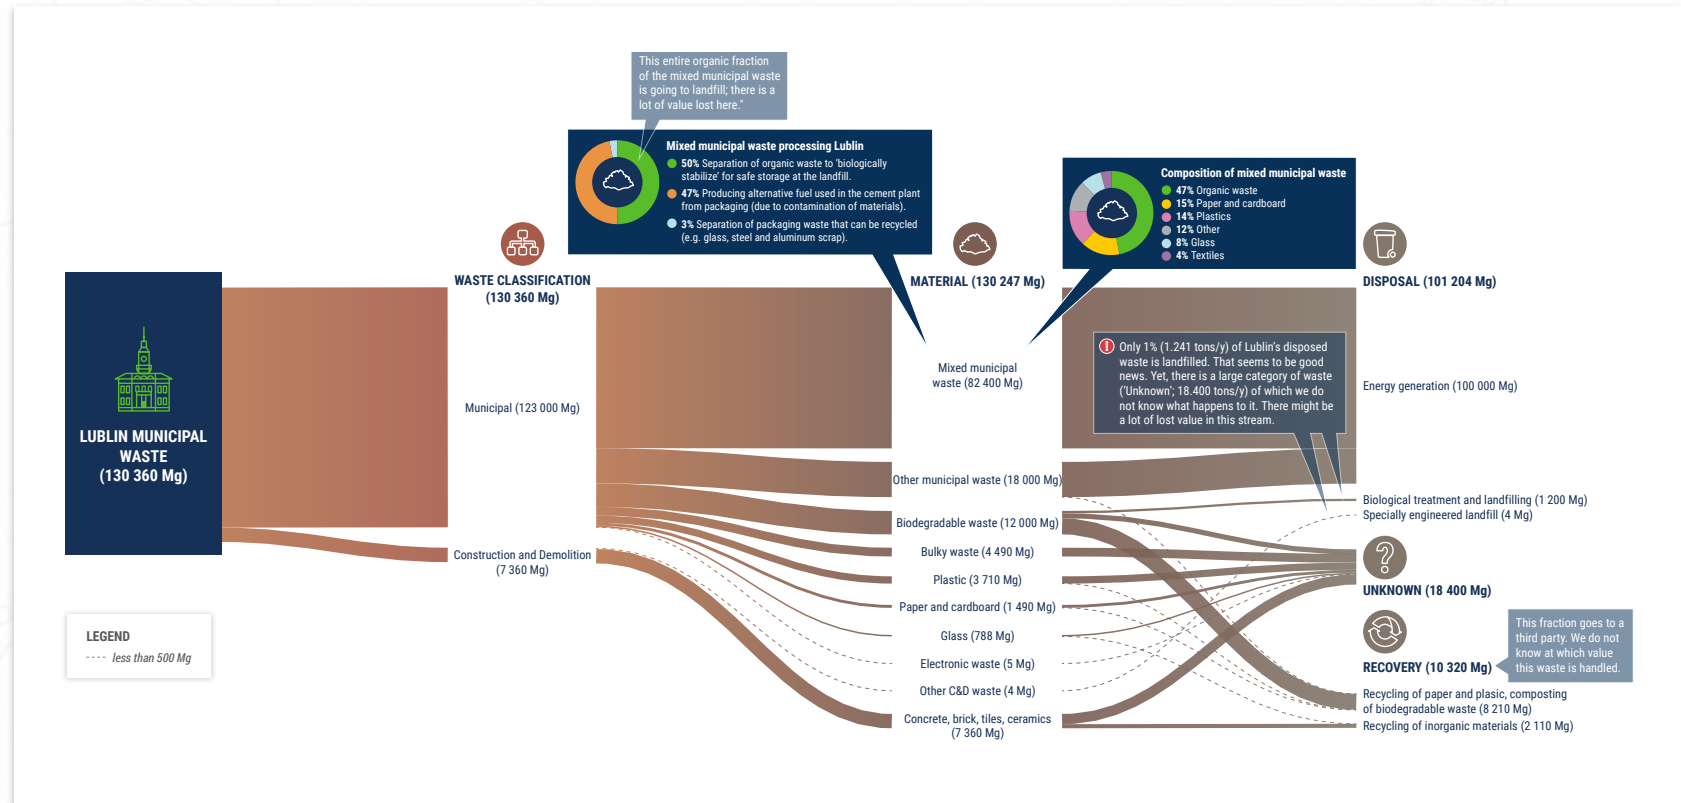 This entire organic fraction
of the mixed municipal waste
is going to landfill; there is a
lot of value lost here."
Mixed municipal waste processing Lublin
50% Separation of organic waste to 'biologically
stabilize' for safe storage at the landfill.
47% Producing alternative fuel used in the cement plant
from packaging (due to contamination of materials).
3% Separation of packaging waste that can be recycled
(e.g. glass, steel and aluminum scrap).
Composition of mixed municipal waste
47% Organic waste
15% Paper and cardboard
14% Plastics
12% Other
8% Glass
4% Textiles
WASTE CLASSIFICATION
(130 360 Mg)
MATERIAL (130 247 Mg)
DISPOSAL (101 204 Mg)
LUBLIN MUNICIPAL
WASTE
(130 360 Mg)
Municipal (123 000 Mg)
Construction and Demolition
(7 360 Mg)
Mixed municipal
waste (82 400 Mg)
Other municipal waste (18 000 Mg)
Biodegradable waste (12 000 Mg)
Bulky waste (4 490 Mg)
Plastic (3 710 Mg)
Paper and cardboard (1 490 Mg)
Glass (788 Mg)
Electronic waste (5 Mg)
Other C&D waste (4 Mg)
Concrete, brick, tiles, ceramics
(7 360 Mg)
! Only 1% (1.241 tons/y) of Lublin's disposed
waste is landfilled. That seems to be good
news. Yet, there is a large category of waste
('Unknown'; 18.400 tons/y) of which we do
not know what happens to it. There might be
a lot of lost value in this stream.
Energy generation (100 000 Mg)
Biological treatment and landfilling (1 200 Mg)
Specially engineered landfill (4 Mg)
?
UNKNOWN (18 400 Mg)
RECOVERY (10 320 Mg)
This fraction goes to a
third party. We do not
know at which value
this waste is handled.
Recycling of paper and plasic, composting
of biodegradable waste (8 210 Mg)
Recycling of inorganic materials (2 110 Mg)
LEGEND
less than 500 Mg